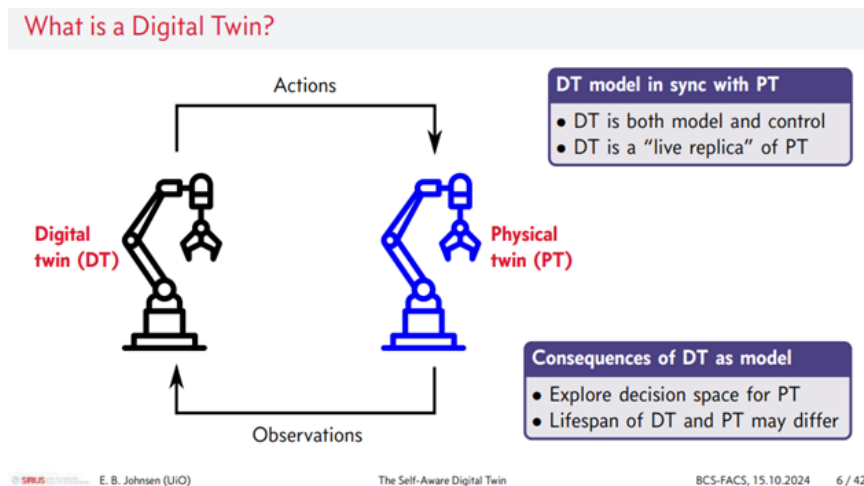 What is a Digital Twin?
Actions
DT model in sync with PT
• DT is both model and control
• DT is a “live replica” of PT
Digital
twin (DT)
Physical
twin (PT)
Consequences of DT as model
• Explore decision space for PT
• Lifespan of DT and PT may differ
Observations
SIRIUS
E. B. Johnsen (UiO)
The Self-Aware Digital Twin
BCS-FACS, 15.10.2024
6 / 42